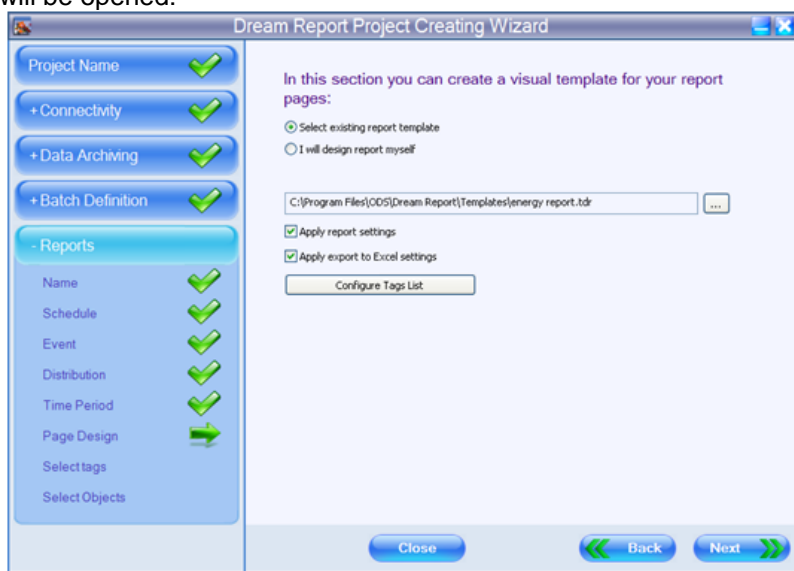 will be opened.
Dream Report Project Creating Wizard
Project Name
+ Connectivity
+ Data Archiving
+ Batch Definition
- Reports
Name
Schedule
Event
Distribution
Time Period
Page Design
Select tags
Select Objects
In this section you can create a visual template for your report
pages:
Select existing report template
I will design report myself
C:\Program Files\ODS\Dream Report\Templates\energy report.tdr
...
Apply report settings
Apply export to Excel settings
Configure Tags List
Close
Back
Next